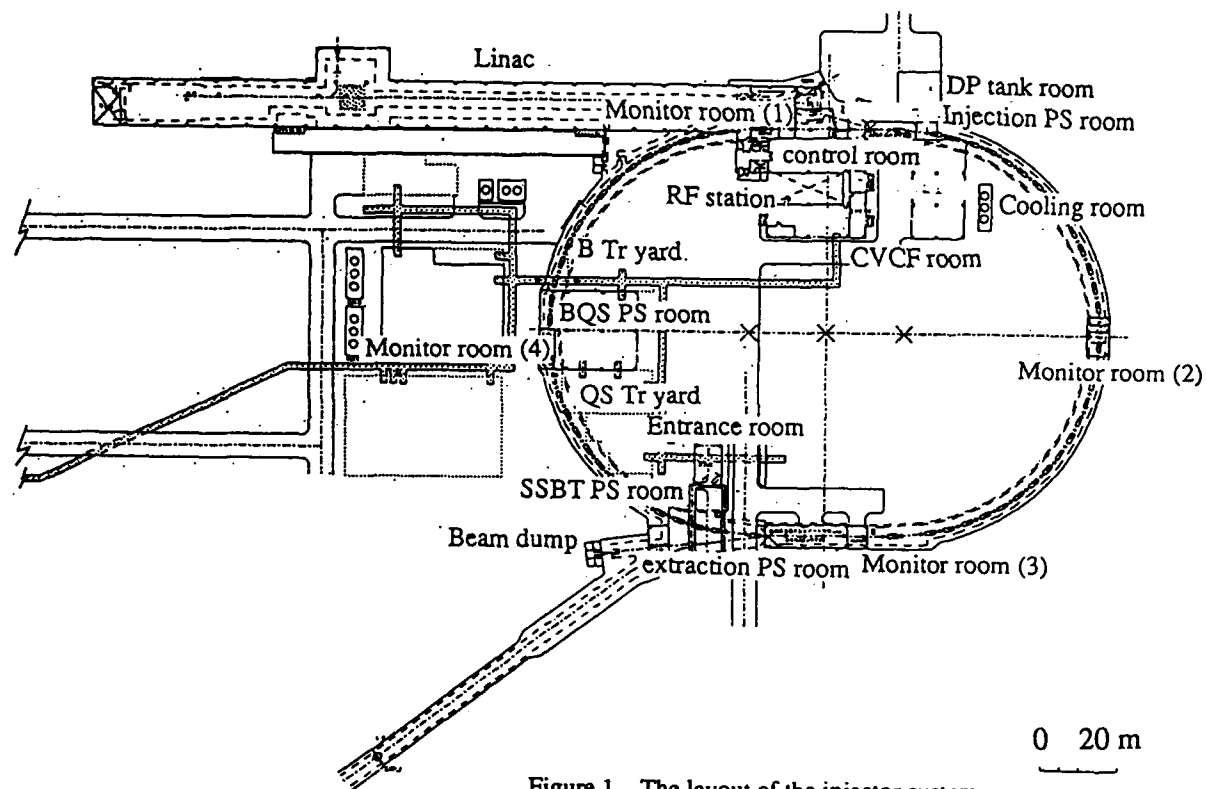 Linac
DP tank room
Monitor room (1)
Injection PS room
control room
RF station
Cooling room
B Tr yard.
CVCF room
BQS PS room
Monitor room (4)
Monitor room (2)
QS Tr yard
Entrance room
SSBT PS room
Beam dump
extraction PS room
Monitor room (3)
0 20 m
Figure 1 The layout of the injector system